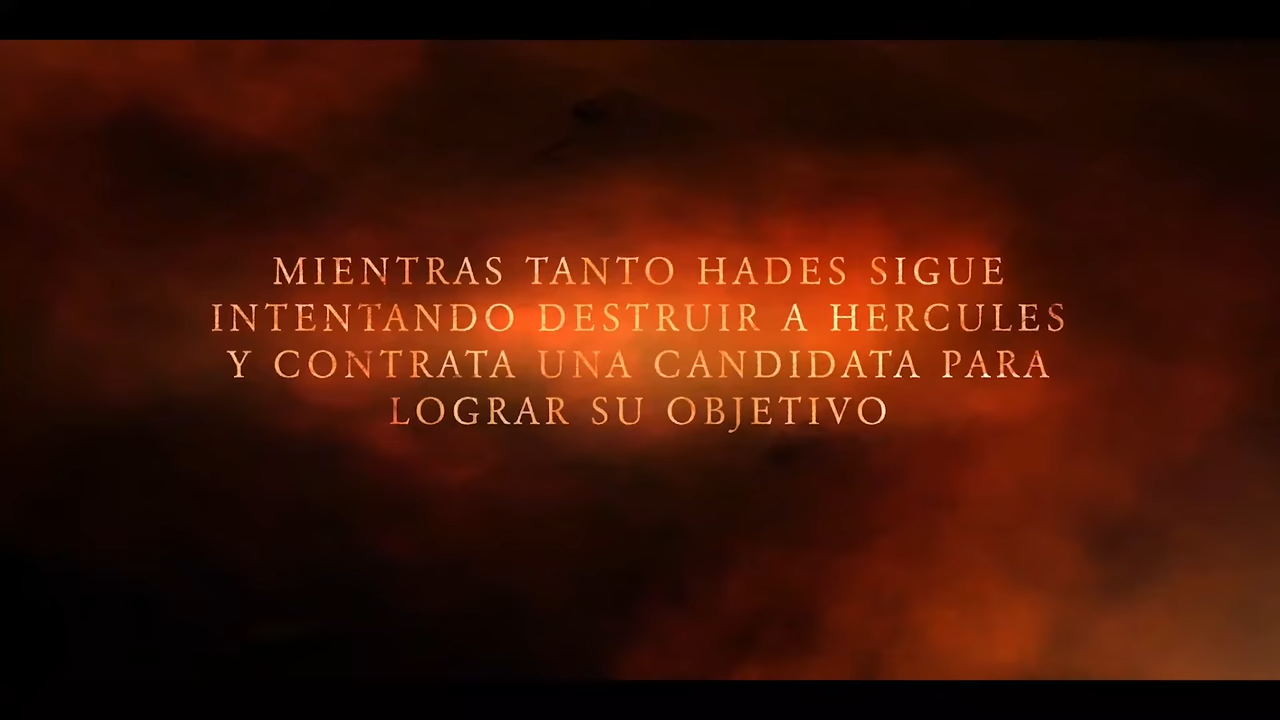 MIENTRAS TANTO HADES SIGUE
INTENTANDO DESTRUIR A HERCULES
Y CONTRATA UNA CANDIDATA PARA
LOGRAR SU OBJETIVO